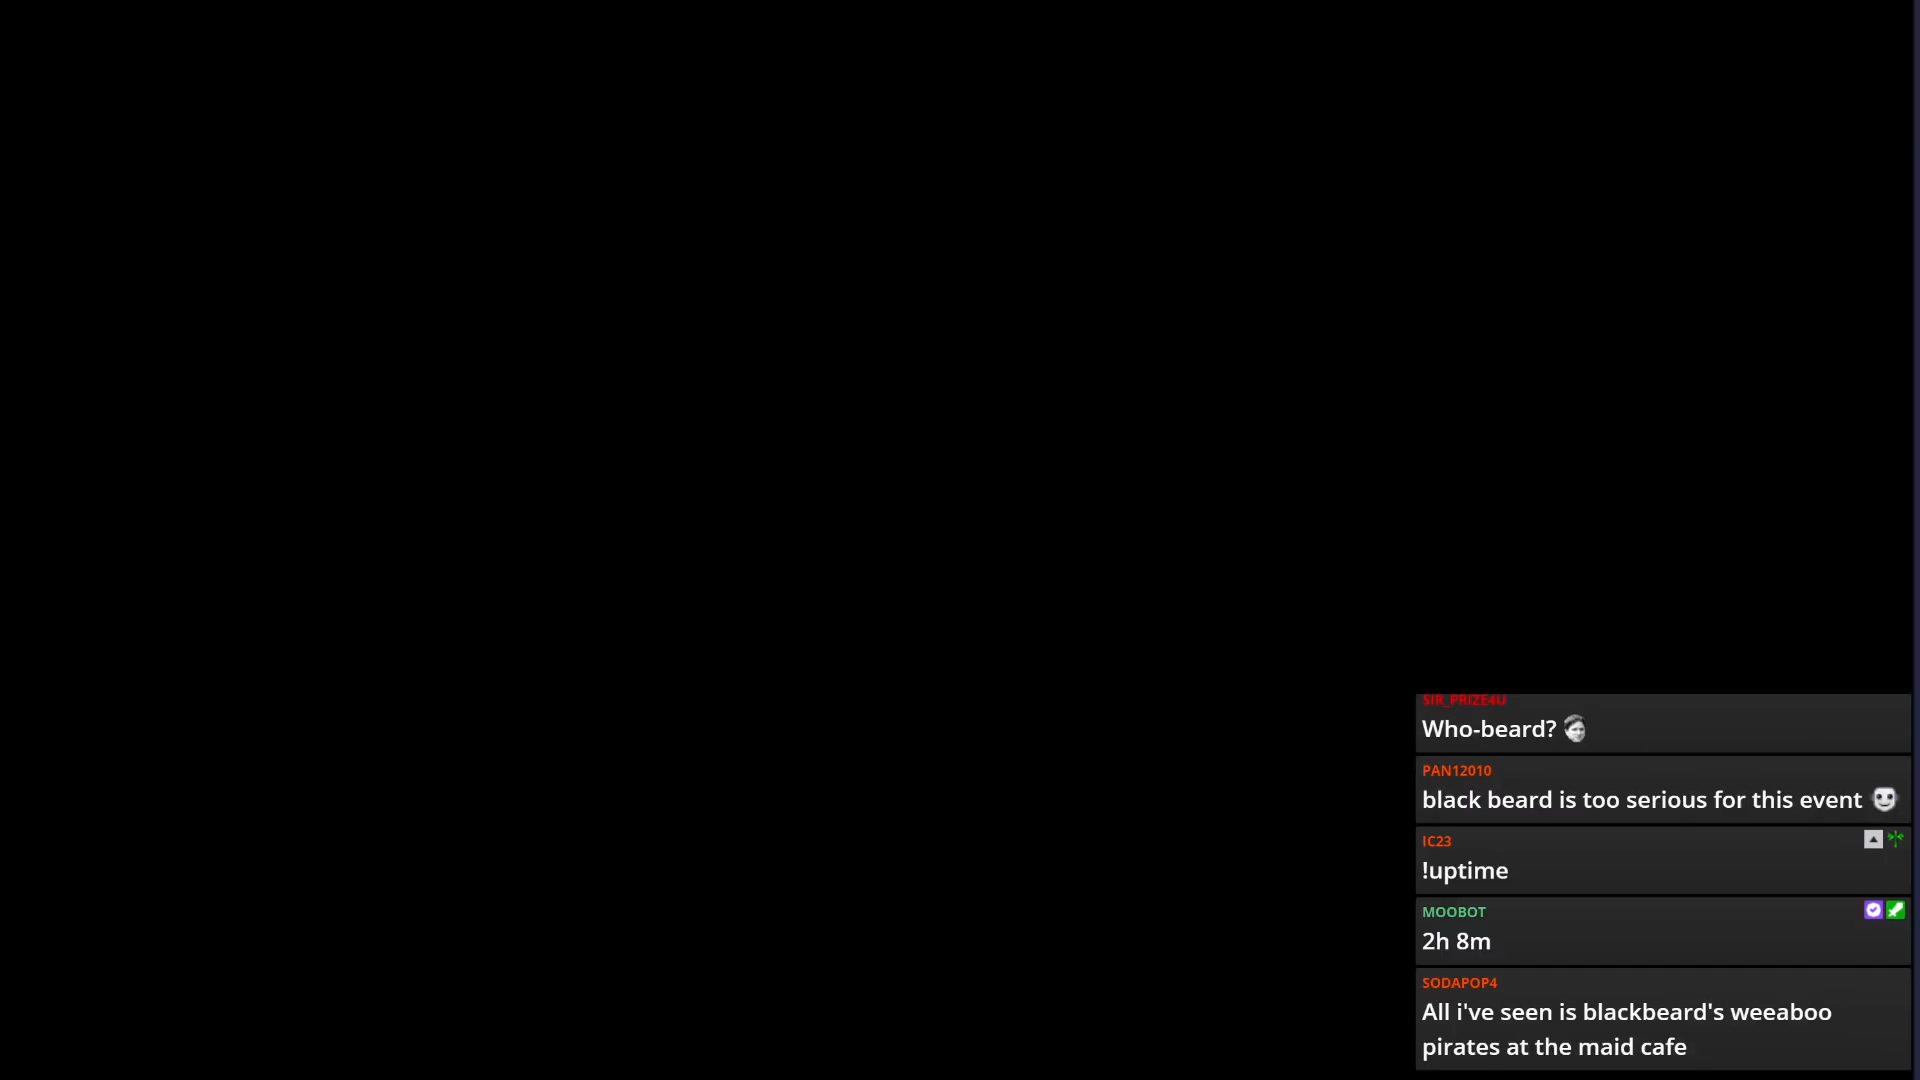 SIR_PRIZE4U
Who-beard?
PAN12010
black beard is too serious for this event
IC23
!uptime
MOOBOT
2h 8m
SODAPOP4
All i've seen is blackbeard's weeaboo
pirates at the maid cafe